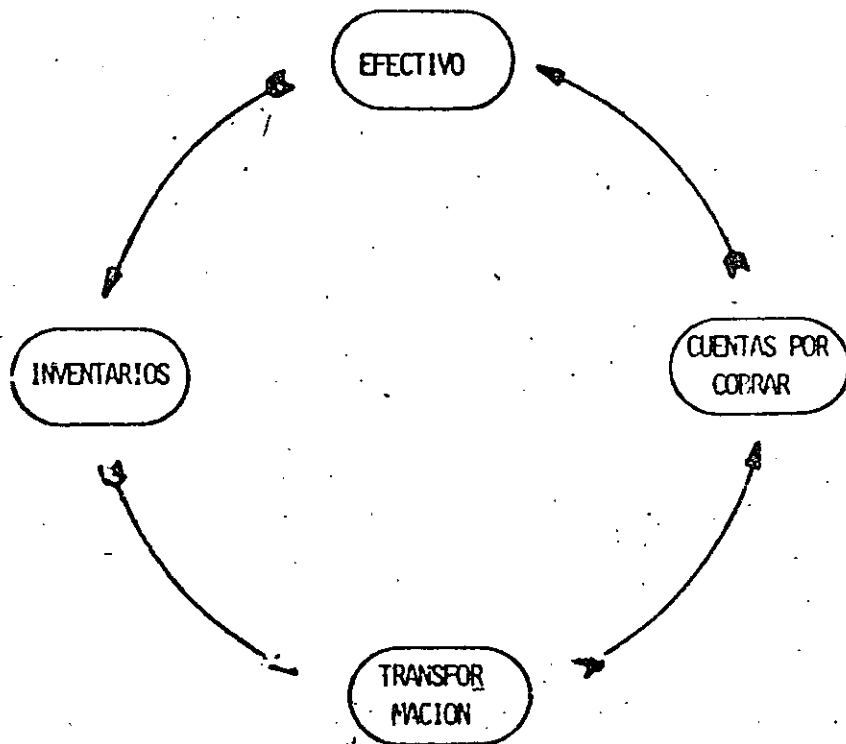 EFECTIVO
INVENTARIOS
CUENTAS POR
COBRAR
TRANSFOR
MACION